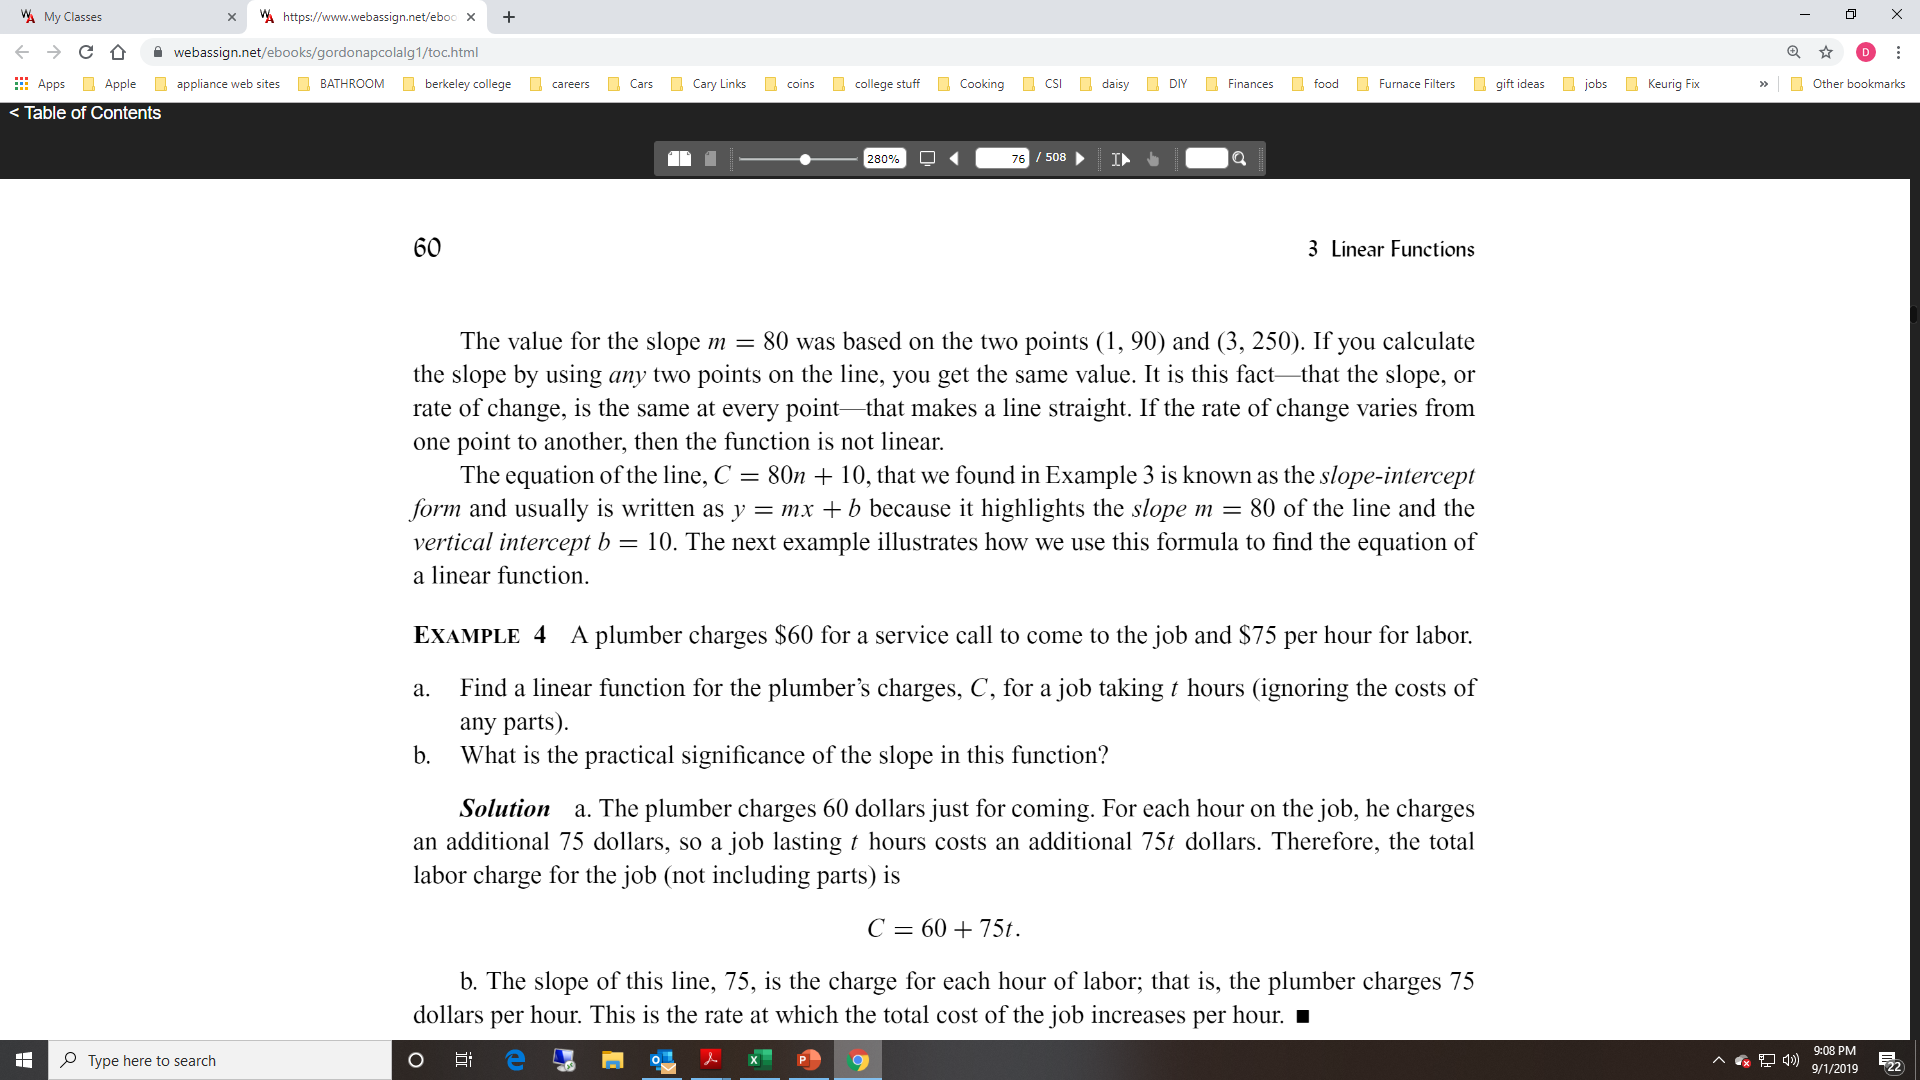 My Classes
https://www.webassign.net/eboo
webassign.net/ebooks/gordonapcolalg1/toc.html
D
Apps Apple appliance web sites BATHROOM berkeley college careers Cars Cary Links coins college stuff Cooking CSI daisy DIY Finances food Furnace Filters gift ideas jobs Keurig Fix » Other bookmarks
< Table of Contents
280% 76 / 508
60 3 Linear Functions
The value for the slope m = 80 was based on the two points (1, 90) and (3, 250). If you calculate
the slope by using any two points on the line, you get the same value. It is this fact—that the slope, or
rate of change, is the same at every point—that makes a line straight. If the rate of change varies from
one point to another, then the function is not linear.
The equation of the line, C = 80n + 10, that we found in Example 3 is known as the slope-intercept
form and usually is written as y = mx + b because it highlights the slope m = 80 of the line and the
vertical intercept b = 10. The next example illustrates how we use this formula to find the equation of
a linear function.
EXAMPLE 4 A plumber charges $60 for a service call to come to the job and $75 per hour for labor.
a. Find a linear function for the plumber's charges, C, for a job taking t hours (ignoring the costs of
any parts).
b. What is the practical significance of the slope in this function?
Solution a. The plumber charges 60 dollars just for coming. For each hour on the job, he charges
an additional 75 dollars, so a job lasting t hours costs an additional 75t dollars. Therefore, the total
labor charge for the job (not including parts) is
C = 60 + 75t.
b. The slope of this line, 75, is the charge for each hour of labor; that is, the plumber charges 75
dollars per hour. This is the rate at which the total cost of the job increases per hour. ■
Type here to search
9:08 PM
9/1/2019
22